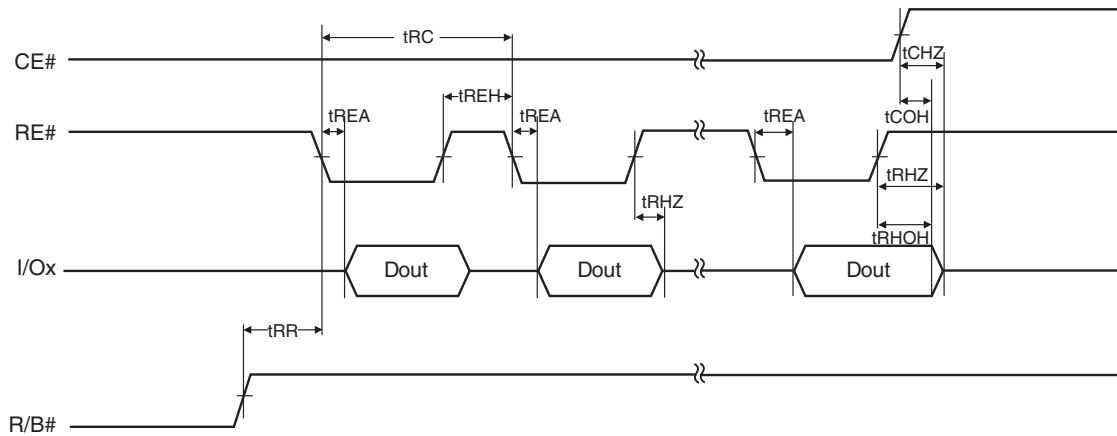 tRC
tCHZ
CE#
tREH
tREA
tREA
tREA
tCOH
RE#
tRHZ
tRHZ
tRHOH
I/Ox
Dout
Dout
Dout
tRR
R/B#